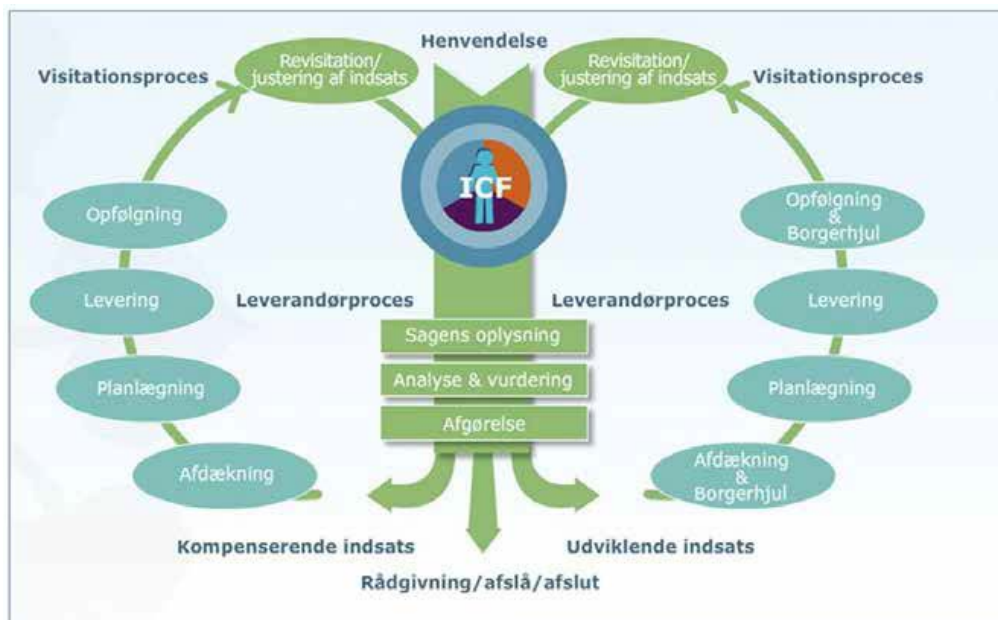 Henvendelse
Visitationsproces
Revisitation/
justering af indsats
Revisitation/
justering af indsats
Visitationsproces
ICF
Opfølgning
Levering
Planlægning
Afdækning
Leverandørproces
Leverandørproces
Sagens oplysning
Analyse & vurdering
Afgørelse
Opfølgning
&
Borgerhjul
Levering
Planlægning
Afdækning
&
Borgerhjul
Kompenserende indsats
Udviklende indsats
Rådgivning/afslå/afslut